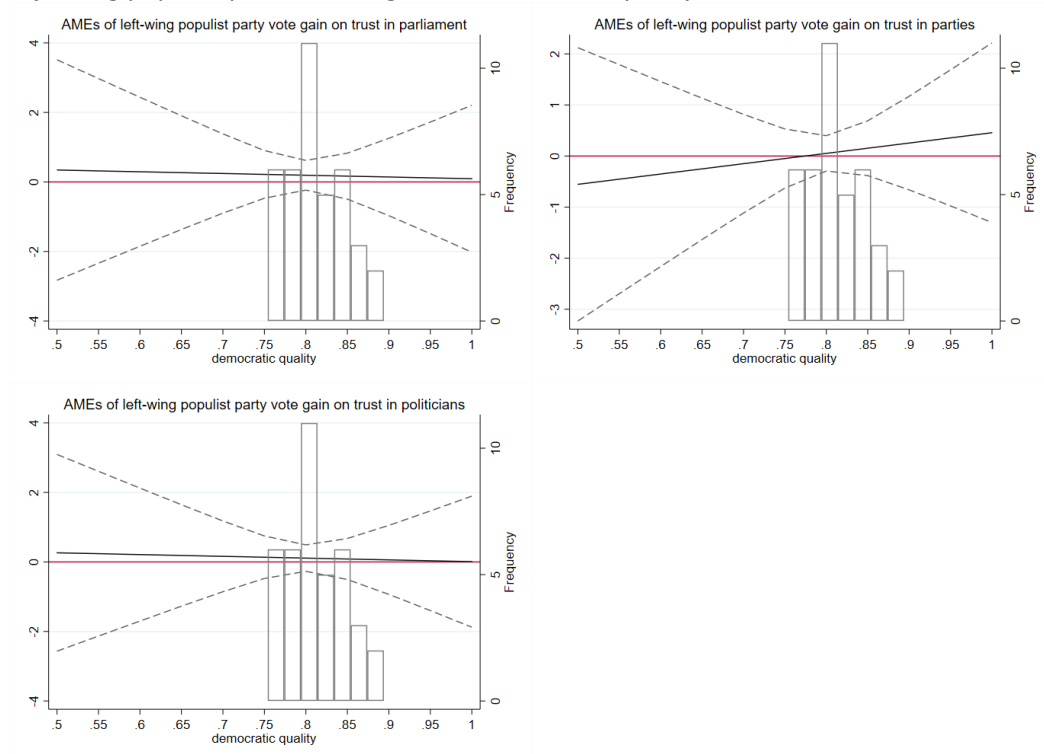 AMEs of left-wing populist party vote gain on trust in parliament
4
2
0
-2
-4
10
5
0
Frequency
.5 .55 .6 .65 .7 .75 .8 .85 .9 .95 1
democratic quality
AMEs of left-wing populist party vote gain on trust in parties
2
1
0
-1
-2
-3
10
5
0
Frequency
.5 .55 .6 .65 .7 .75 .8 .85 .9 .95 1
democratic quality
AMEs of left-wing populist party vote gain on trust in politicians
4
2
0
-2
-4
10
5
0
Frequency
.5 .55 .6 .65 .7 .75 .8 .85 .9 .95 1
democratic quality